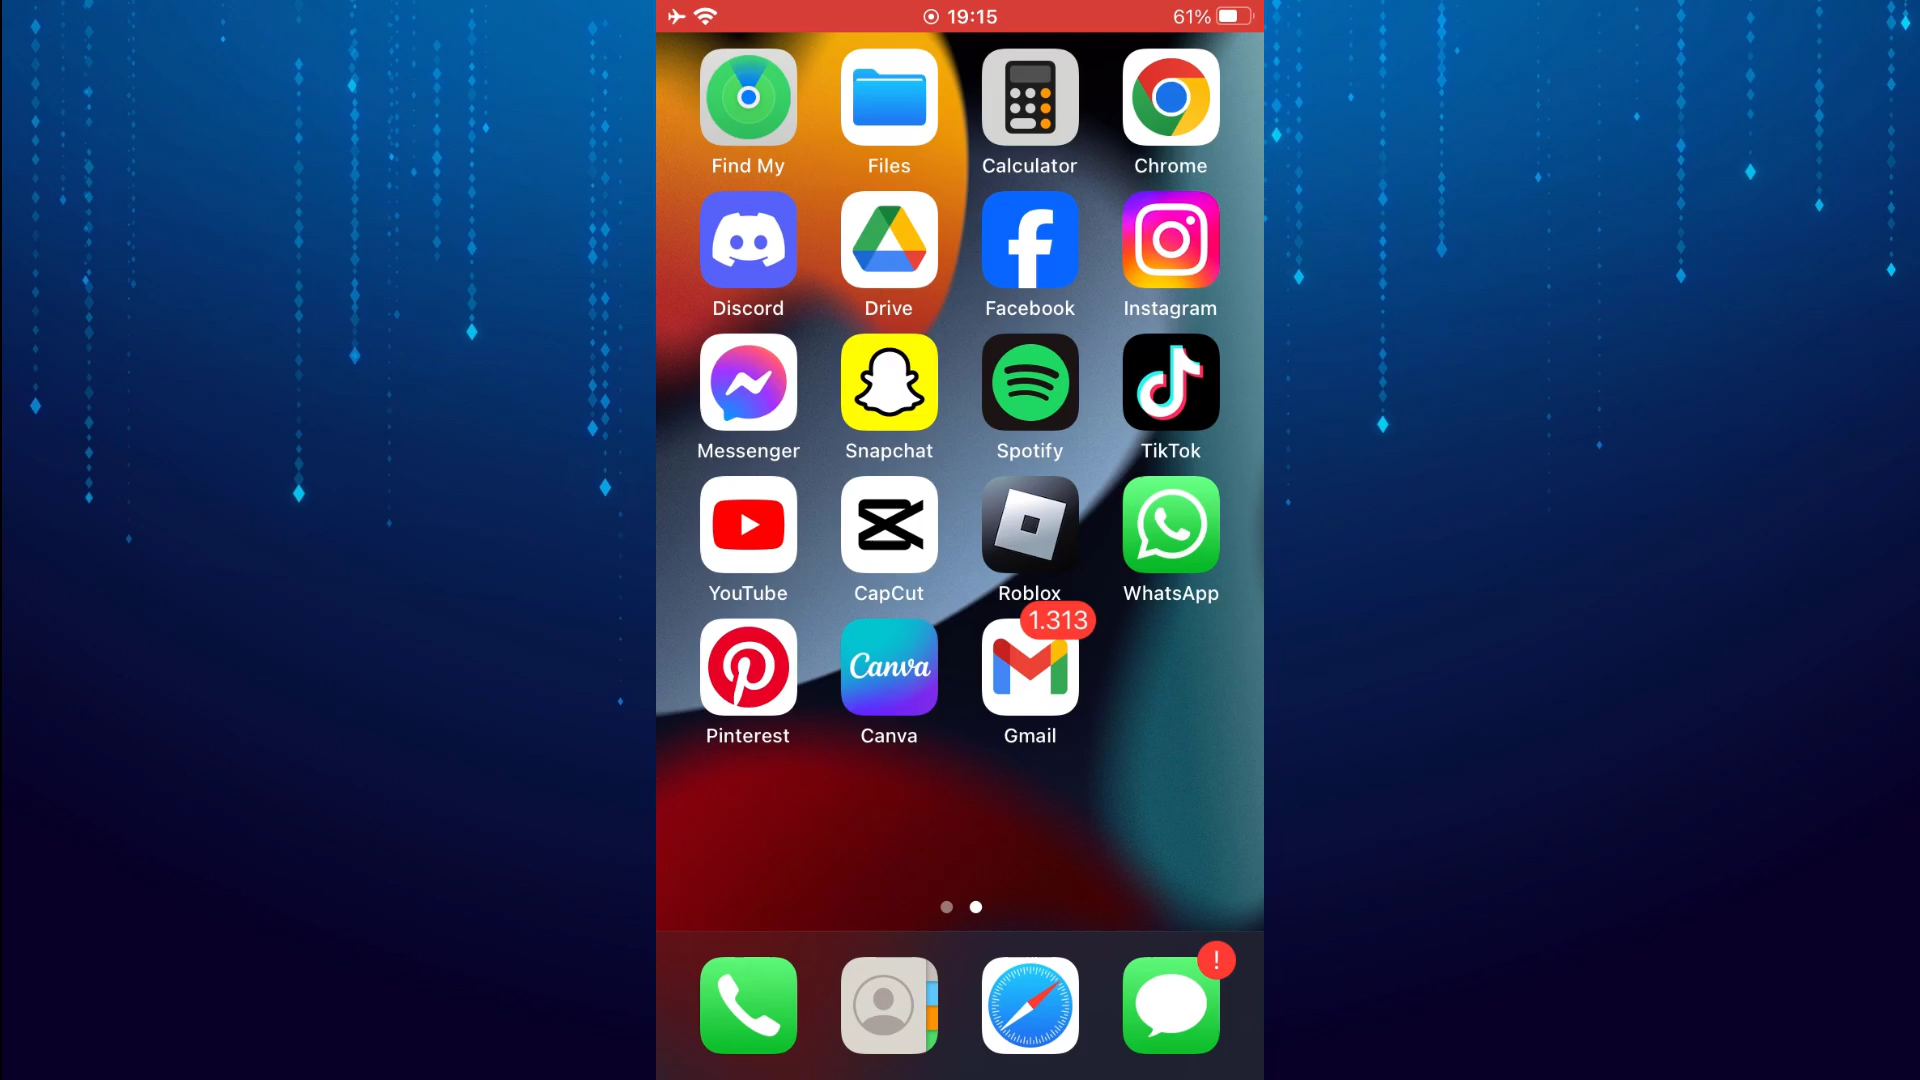 19:15
61%
Find My
Files
Calculator
Chrome
Discord
Drive
Facebook
Instagram
Messenger
Snapchat
Spotify
TikTok
YouTube
CapCut
Roblox
WhatsApp
1.313
Canva
Pinterest
Canva
Gmail
!